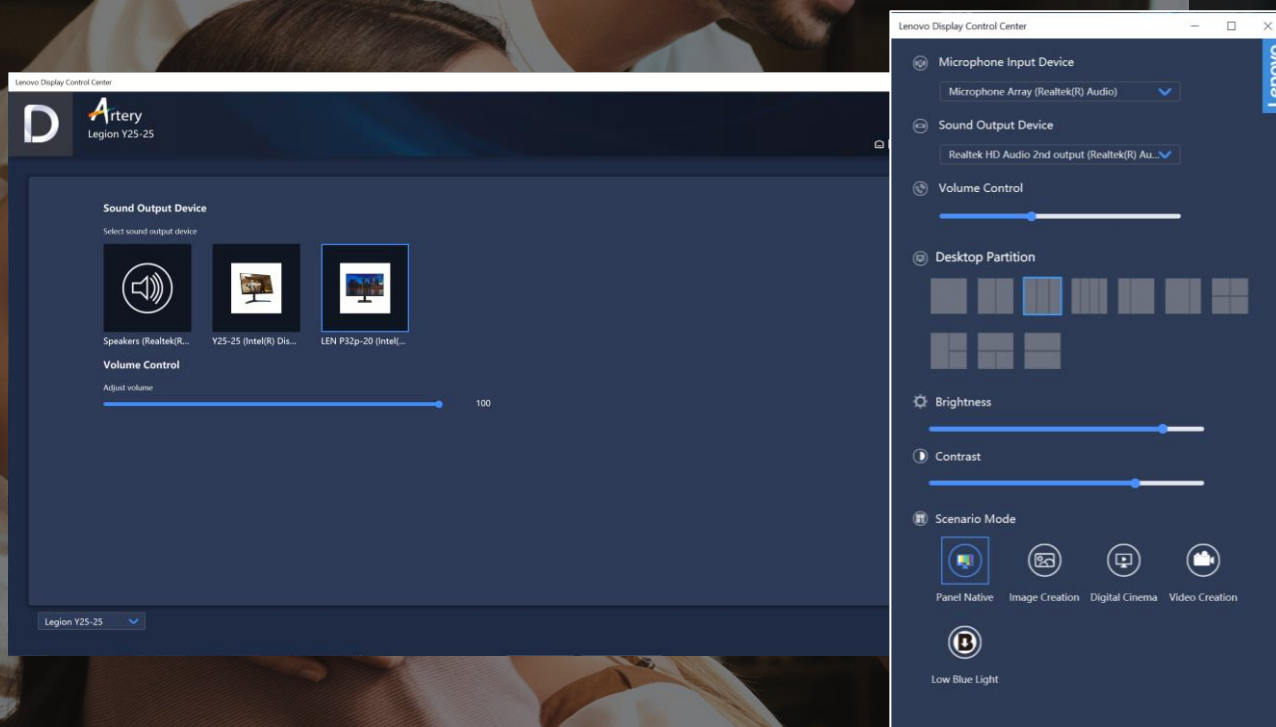 Lenovo Display Control Center
Artery
Legion Y25-25
Sound Output Device
Select sound output device
Speakers (Realtek(R...
Y25-25 (Intel(R) Dis...
LEN P32p-20 (Intel(...
Volume Control
Adjust volume
100
Legion Y25-25
Lenovo Display Control Center
Lenovo
Microphone Input Device
Microphone Array (Realtek(R) Audio)
Sound Output Device
Realtek HD Audio 2nd output (Realtek(R) Au...
Volume Control
Desktop Partition
Brightness
Contrast
Scenario Mode
Panel Native
Image Creation
Digital Cinema
Video Creation
Low Blue Light